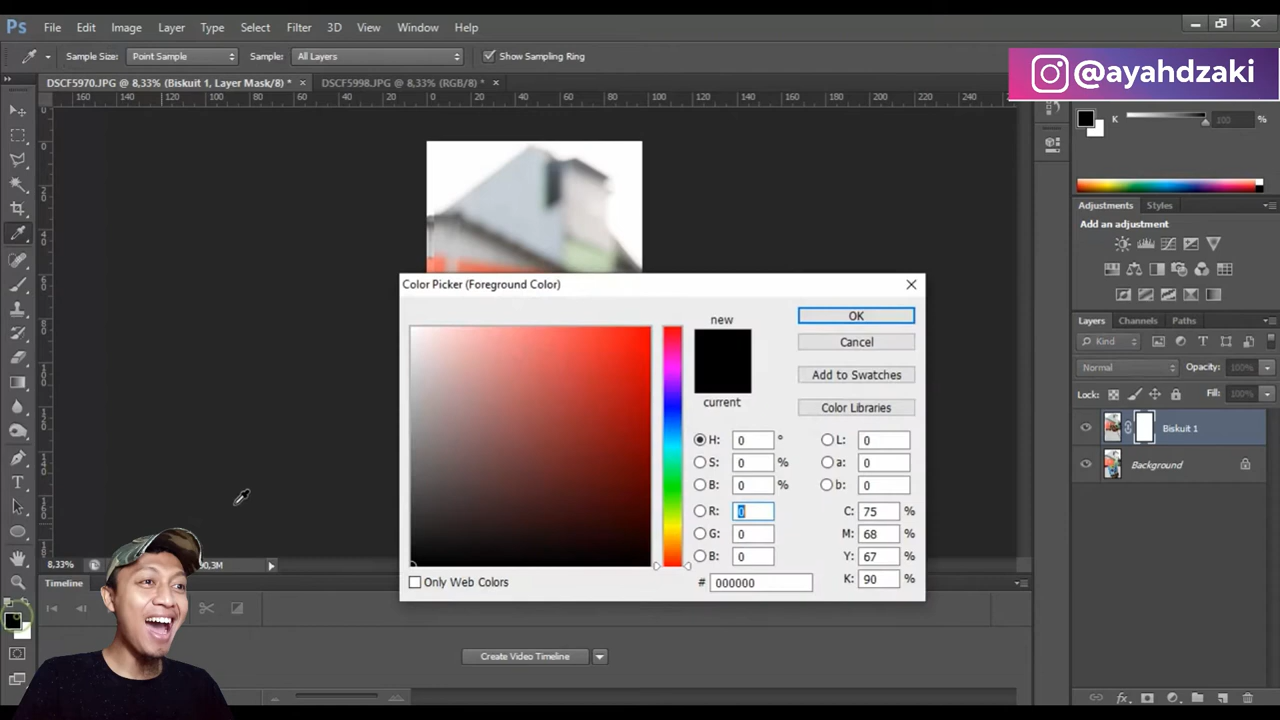 Ps File Edit Image Layer Type Select Filter 3D View Window Help
Sample Size: Point Sample Sample: All Layers Show Sampling Ring
@ayahdzaki
DSCF5970.JPG @ 8,33% (Biskuit 1, Layer Mask/8) * × DSCF5998.JPG @ 8,33% (RGB/8) * ×
160 140 120 100 80 60 40 20 0 20 40 60 80 100 120 140 160 180 200 220 240 260
K 100 %
Adjustments Styles
Add an adjustment
Color Picker (Foreground Color)
new
OK
Cancel
Add to Swatches
current
Color Libraries
H: 0 ° L: 0
S: 0 % a: 0
B: 0 % b: 0
R: 0 C: 75 %
G: 0 M: 68 %
B: 0 Y: 67 %
Only Web Colors # 000000 K: 90 %
Layers Channels Paths
Kind
Normal Opacity: 100%
Lock: Fill: 100%
Biskuit 1
Background
8,33%
Timeline
Create Video Timeline